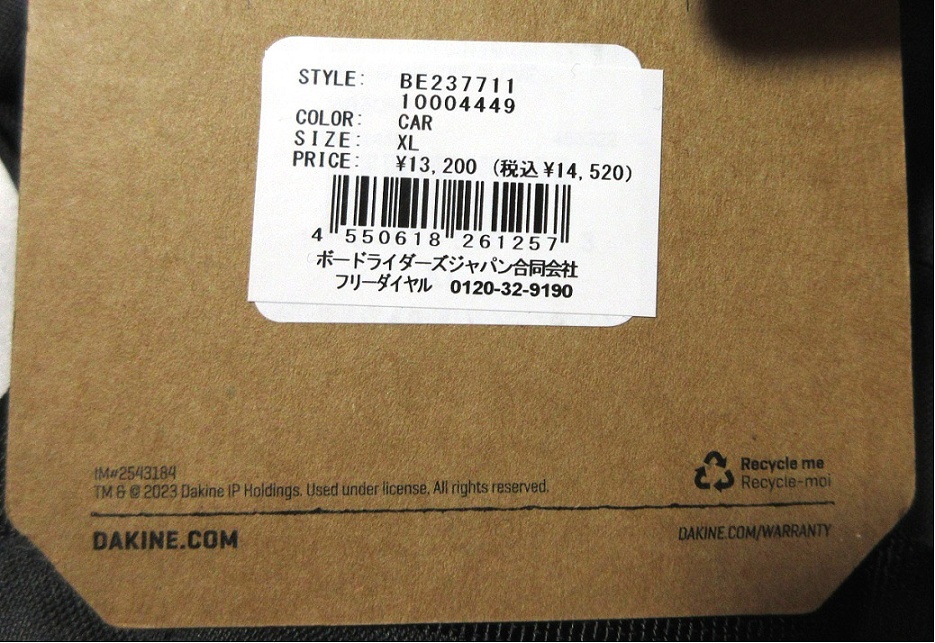 STYLE: BE237711
10004449
COLOR: CAR
SIZE: XL
PRICE: ¥13,200 (税込¥14,520)
4 550618 261257
ボードライダーズジャパン合同会社
フリーダイヤル 0120-32-9190
IM#2543184
TM & © 2023 Dakine IP Holdings. Used under license, All rights reserved.
Recycle me
Recycle-moi
DAKINE.COM
DAKINE.COM/WARRANTY